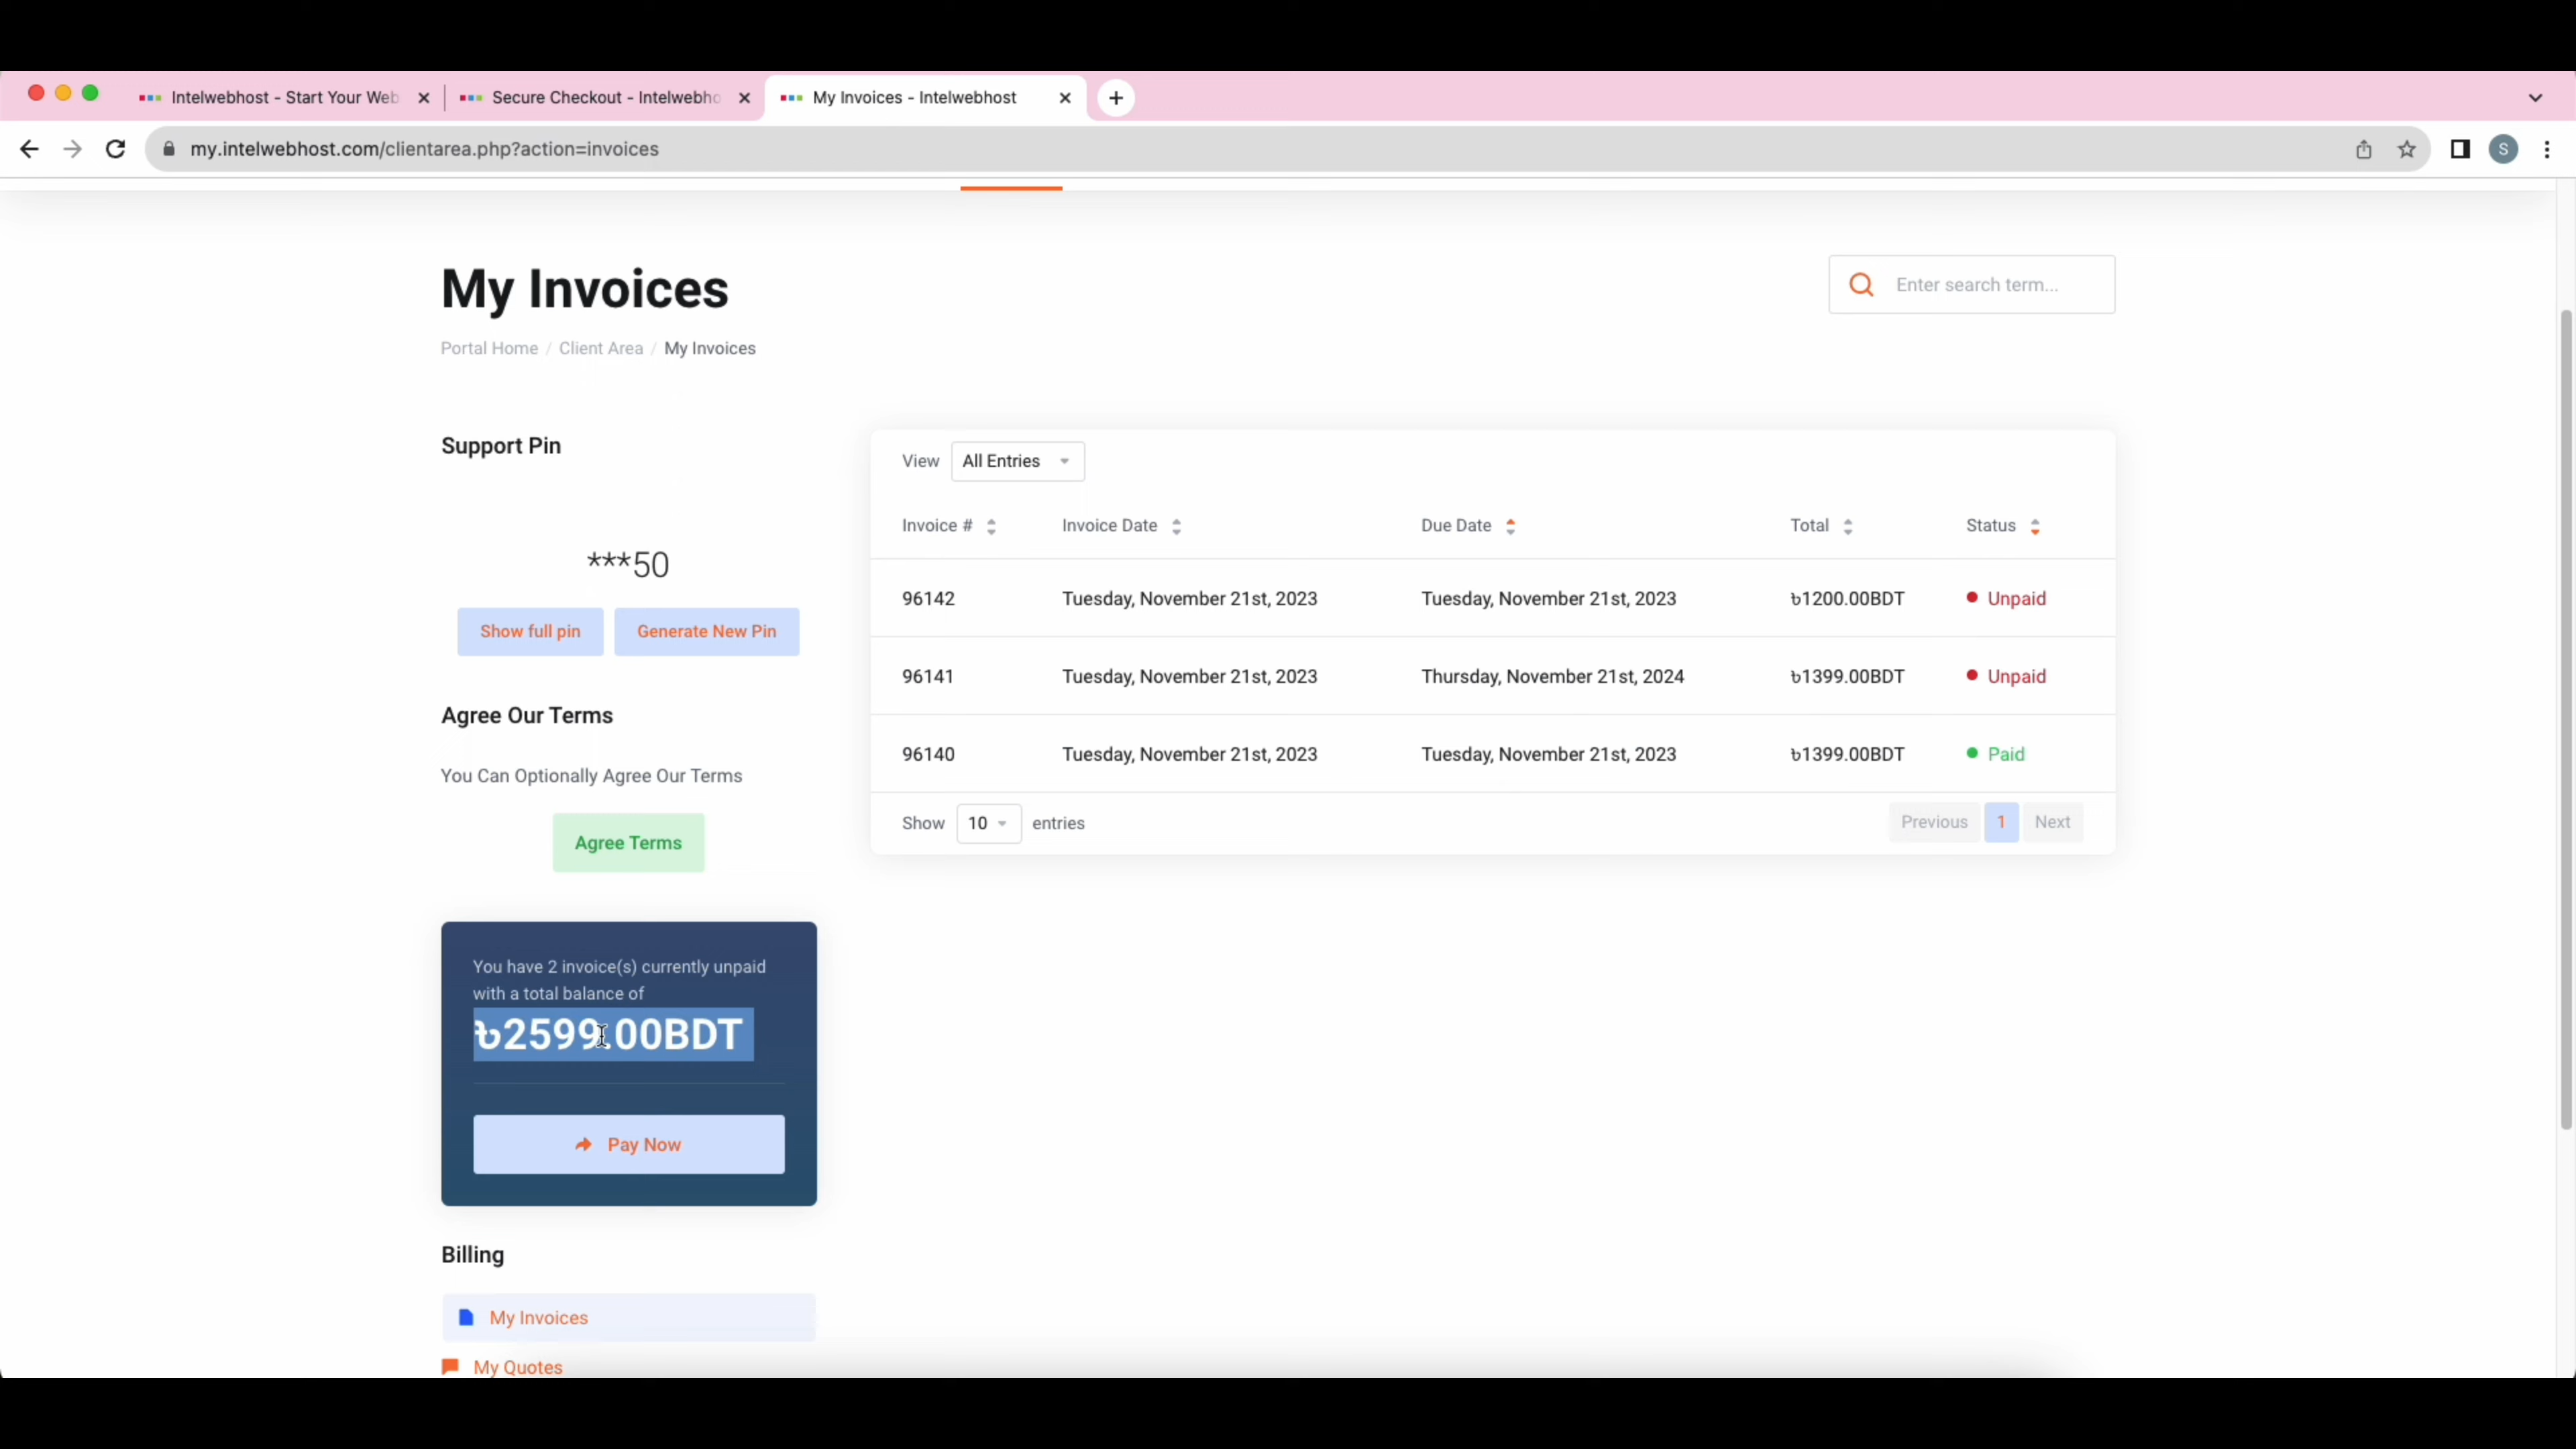 Intelwebhost - Start Your Web
Secure Checkout - Intelwebho
My Invoices - Intelwebhost
my.intelwebhost.com/clientarea.php?action=invoices
S
My Invoices
Enter search term...
Portal Home / Client Area / My Invoices
Support Pin
***50
Show full pin
Generate New Pin
Agree Our Terms
You Can Optionally Agree Our Terms
Agree Terms
You have 2 invoice(s) currently unpaid
with a total balance of
৳2599.00BDT
Pay Now
Billing
My Invoices
My Quotes
View All Entries
Invoice # Invoice Date Due Date Total Status
96142 Tuesday, November 21st, 2023 Tuesday, November 21st, 2023 ৳1200.00BDT Unpaid
96141 Tuesday, November 21st, 2023 Thursday, November 21st, 2024 ৳1399.00BDT Unpaid
96140 Tuesday, November 21st, 2023 Tuesday, November 21st, 2023 ৳1399.00BDT Paid
Show 10 entries
Previous 1 Next